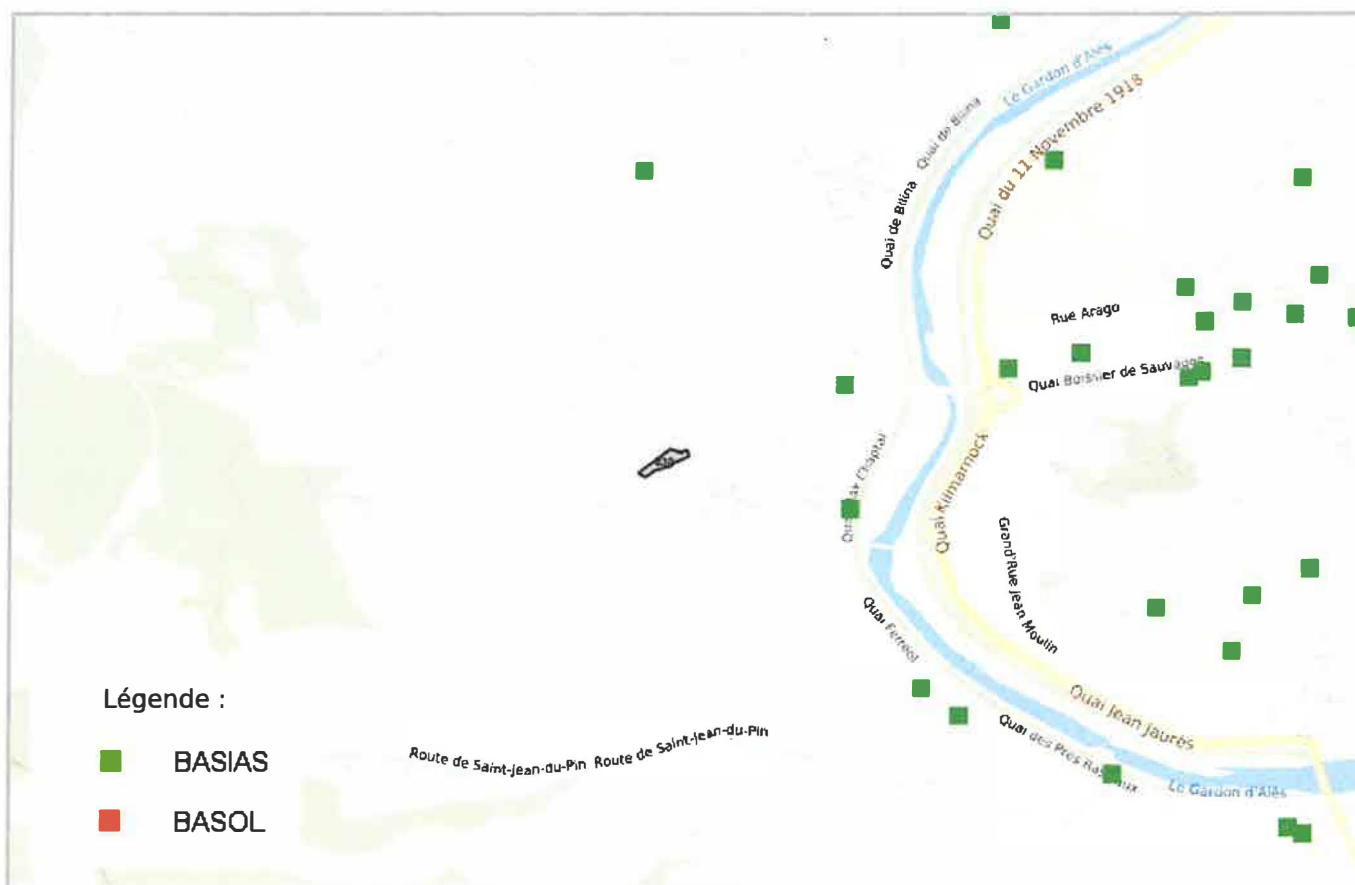 Le Gardon d'Alès
Quai de Bilina
Quai du 11 Novembre 1918
Quai de Bilina
Rue Arago
Quai Boissier de Sauvages
Chaptal
Quai Kilmarnock
Grand'Rue Jean Moulin
Quai Ferréol
Quai Jean Jaurès
Quai des Prés
Le Gardon d'Alès
Route de Saint-Jean-du-Pin Route de Saint-Jean-du-Pin
Légende :
BASIAS
BASOL